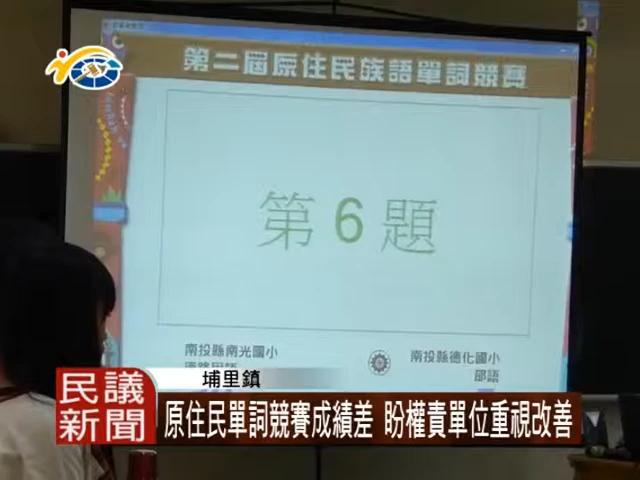 第二屆原住民族語單詞競賽
第6題
南投縣南光國小
南投縣德化國小
邵語
埔里鎮
民議新聞
原住民單詞競賽成績差 盼權責單位重視改善